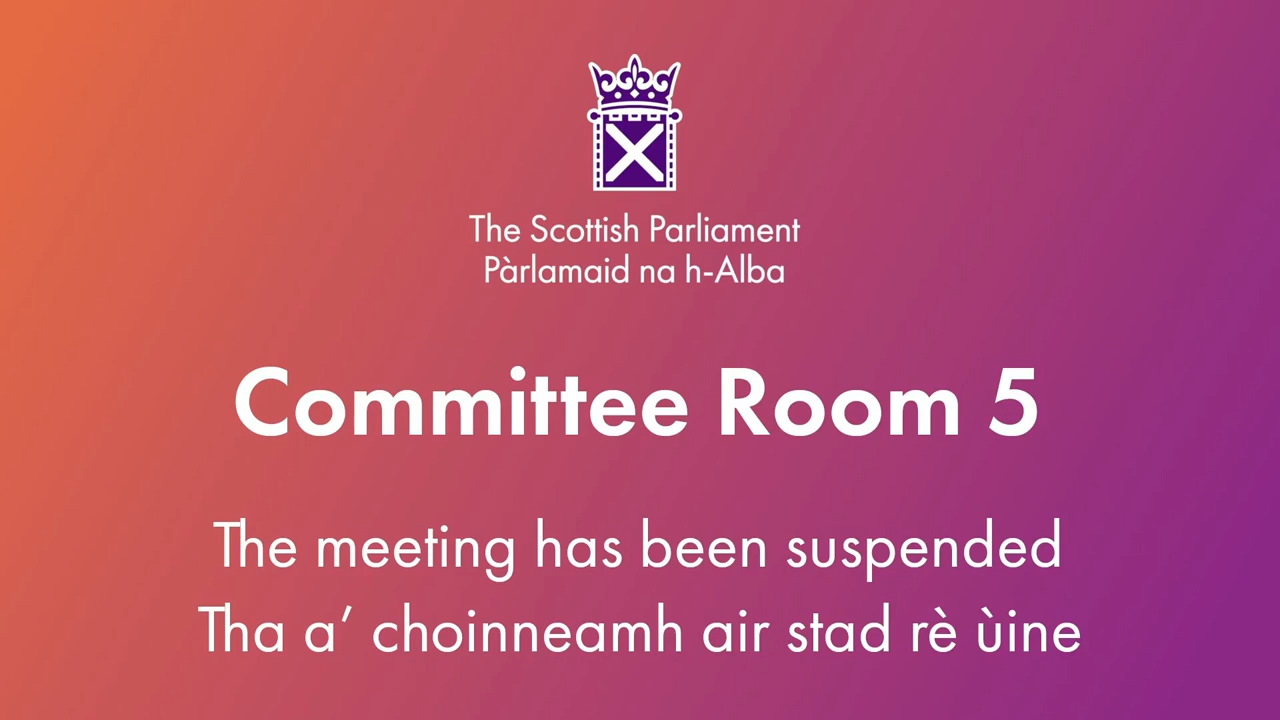 The Scottish Parliament
Pàrlamaid na h-Alba
Committee Room 5
The meeting has been suspended
Tha a’ choinneamh air stad rè ùine